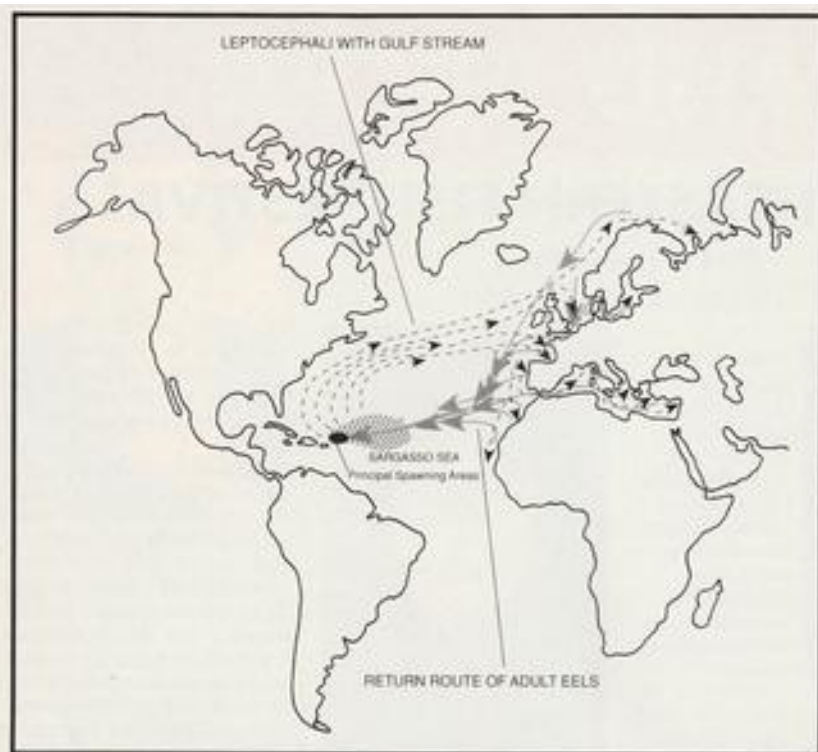 LEPTOCEPHALI WITH GULF STREAM
SARGASSO SEA
Principal Spawning Areas
RETURN ROUTE OF ADULT EELS